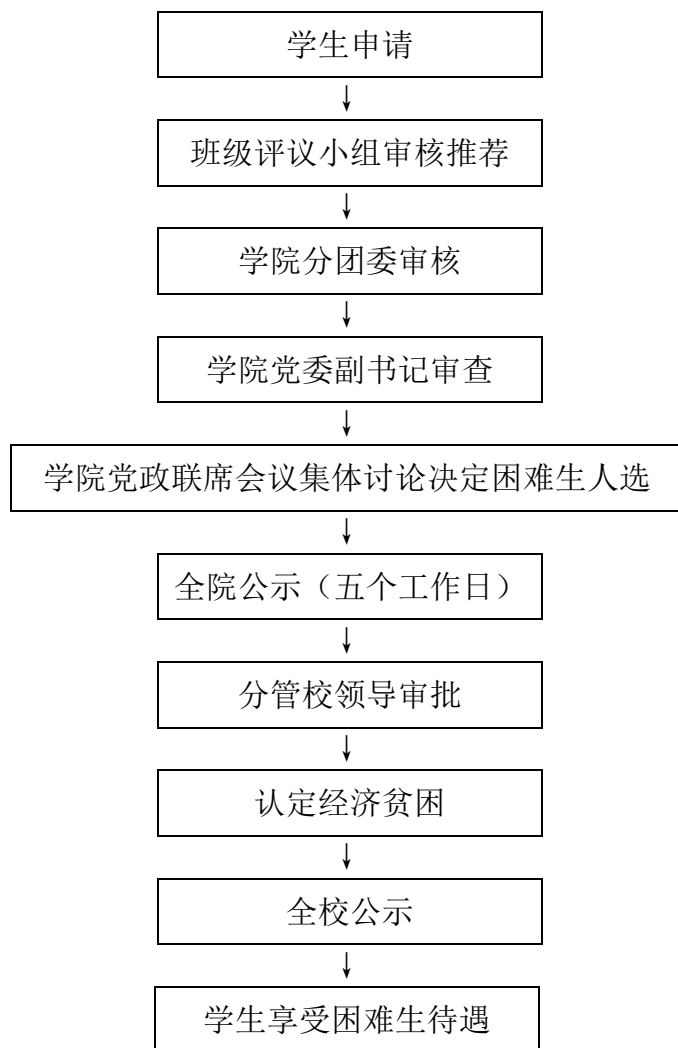 学生申请
班级评议小组审核推荐
学院分团委审核
学院党委副书记审查
学院党政联席会议集体讨论决定困难生人选
全院公示（五个工作日）
分管校领导审批
认定经济贫困
全校公示
学生享受困难生待遇